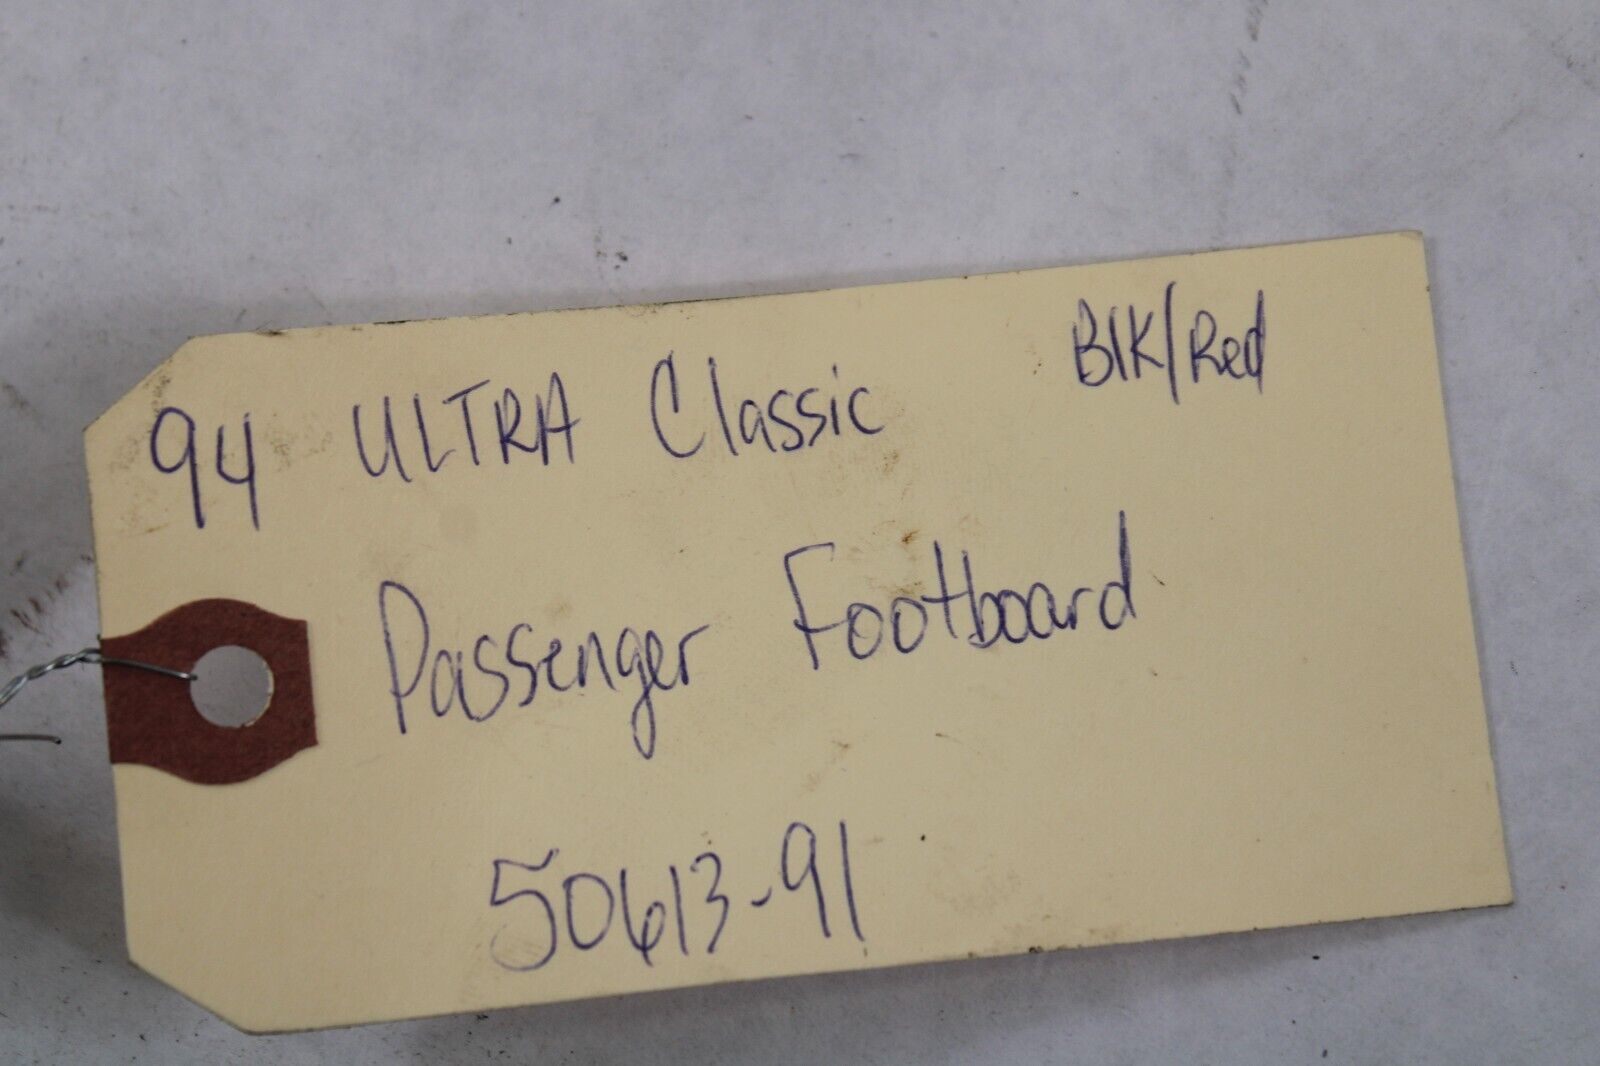 94 ULTRA Classic Blk/Red
Passenger Footboard
50613-91